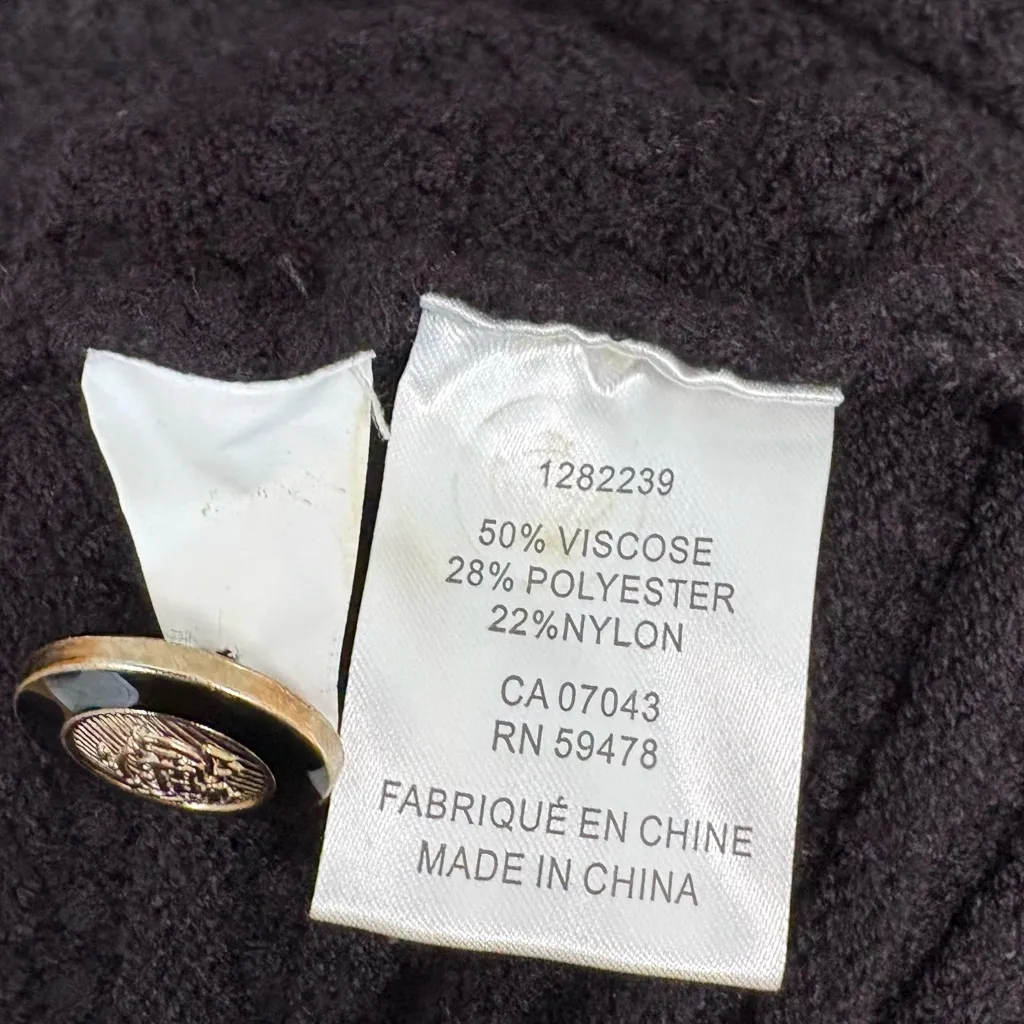 1282239
50% VISCOSE
28% POLYESTER
22%NYLON
CA 07043
RN 59478
FABRIQUÉ EN CHINE
MADE IN CHINA